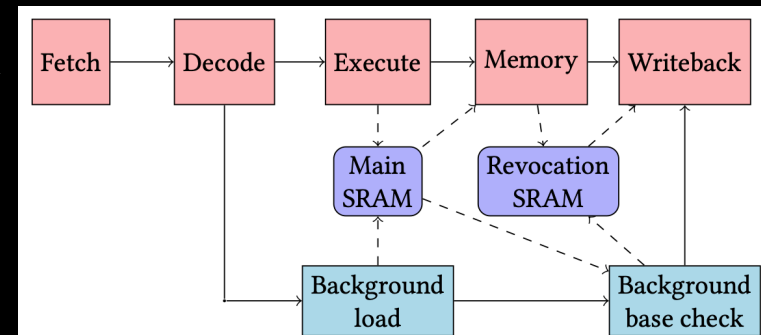 Fetch
Decode
Execute
Memory
Writeback
Main
SRAM
Revocation
SRAM
Background
load
Background
base check